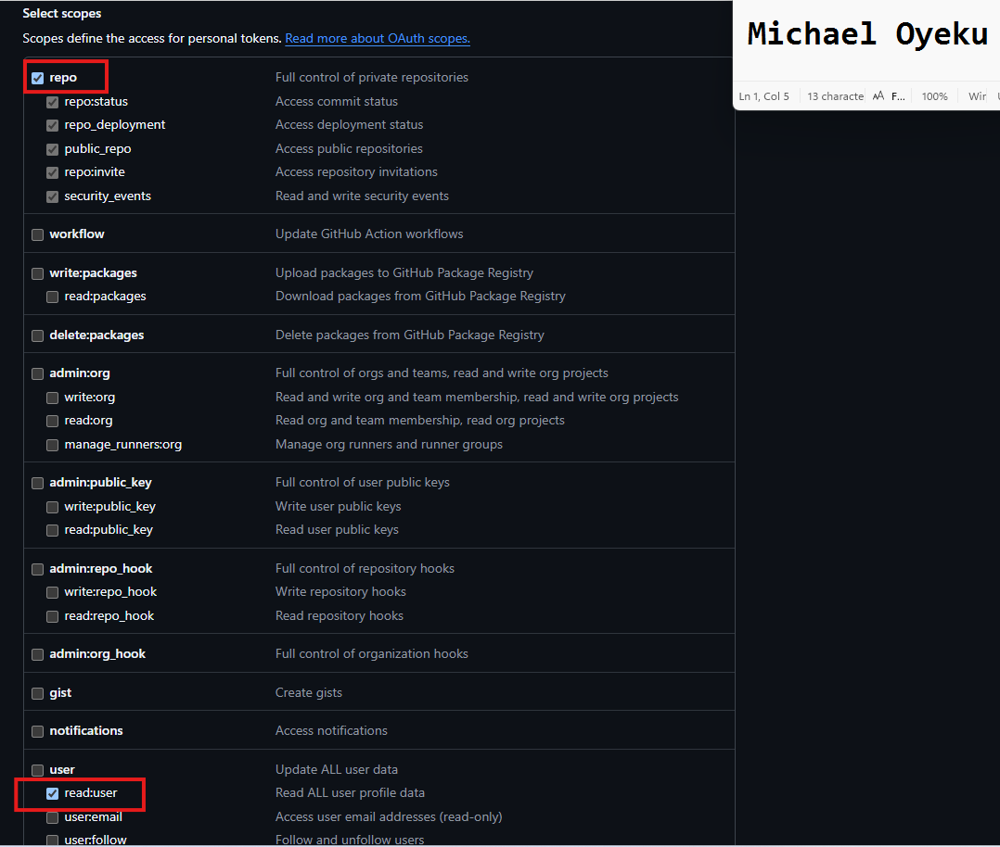 Select scopes
Scopes define the access for personal tokens. Read more about OAuth scopes.
repo Full control of private repositories
repo:status Access commit status
repo_deployment Access deployment status
public_repo Access public repositories
repo:invite Access repository invitations
security_events Read and write security events
workflow Update GitHub Action workflows
write:packages Upload packages to GitHub Package Registry
read:packages Download packages from GitHub Package Registry
delete:packages Delete packages from GitHub Package Registry
admin:org Full control of orgs and teams, read and write org projects
write:org Read and write org and team membership, read and write org projects
read:org Read org and team membership, read org projects
manage_runners:org Manage org runners and runner groups
admin:public_key Full control of user public keys
write:public_key Write user public keys
read:public_key Read user public keys
admin:repo_hook Full control of repository hooks
write:repo_hook Write repository hooks
read:repo_hook Read repository hooks
admin:org_hook Full control of organization hooks
gist Create gists
notifications Access notifications
user Update ALL user data
read:user Read ALL user profile data
user:email Access user email addresses (read-only)
user:follow Follow and unfollow users
Michael Oyeku
Ln 1, Col 5 13 characte AA F... 100% Wir